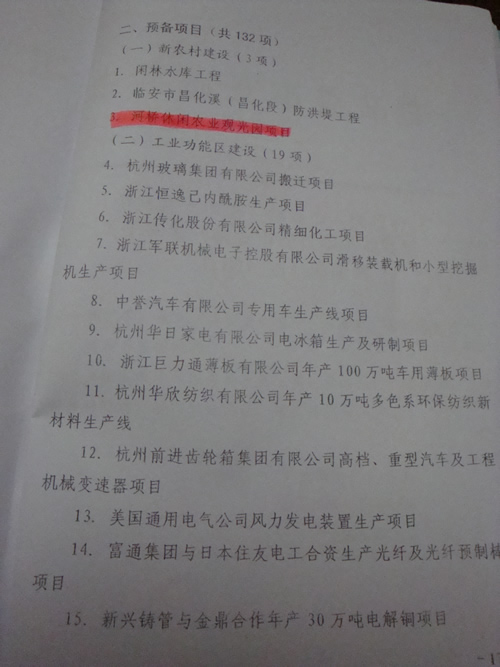 二、预备项目（共132项）
（一）新农村建设（3项）
1. 闲林水库工程
2. 临安市昌化溪（昌化段）防洪堤工程
3. 河桥休闲农业观光园项目
（二）工业功能区建设（19项）
4. 杭州玻璃集团有限公司搬迁项目
5. 浙江恒逸己内酰胺生产项目
6. 浙江传化股份有限公司精细化工项目
7. 浙江军联机械电子控股有限公司滑移装载机和小型挖掘
机生产项目
8. 中誉汽车有限公司专用车生产线项目
9. 杭州华日家电有限公司电冰箱生产及研制项目
10. 浙江巨力通薄板有限公司年产100万吨车用薄板项目
11. 杭州华欣纺织有限公司年产10万吨多色系环保纺织新
材料生产线
12. 杭州前进齿轮箱集团有限公司高档、重型汽车及工程
机械变速器项目
13. 美国通用电气公司风力发电装置生产项目
14. 富通集团与日本住友电工合资生产光纤及光纤预制棒
项目
15. 新兴铸管与金鼎合作年产30万吨电解铜项目